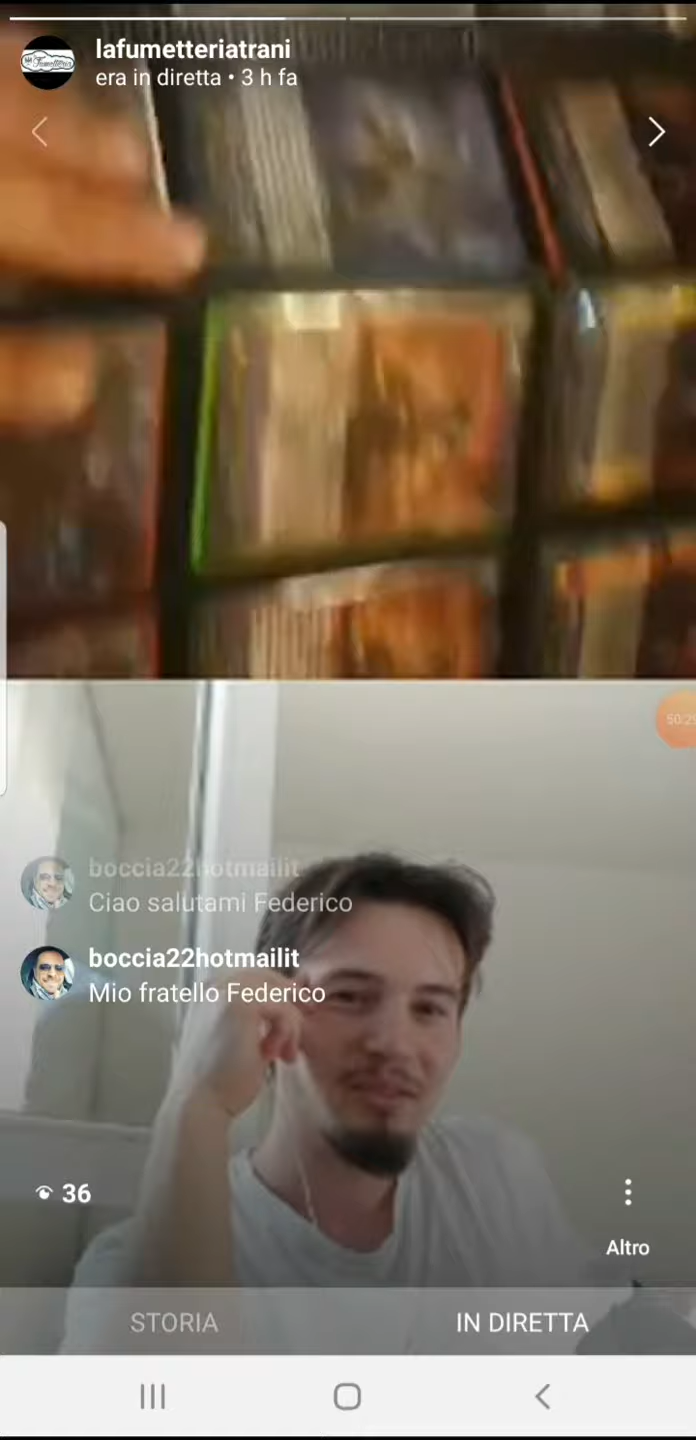 lafumetteriatrani
era in diretta • 3 h fa
boccia22hotmailit
Ciao salutami Federico
boccia22hotmailit
Mio fratello Federico
36
Altro
STORIA
IN DIRETTA